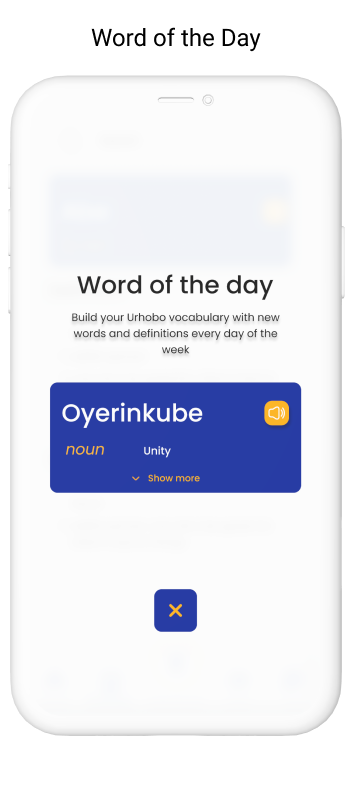 Word of the Day
Word of the day
Build your Urhobo vocabulary with new
words and definitions every day of the
week
Oyerinkube
noun
Unity
Show more